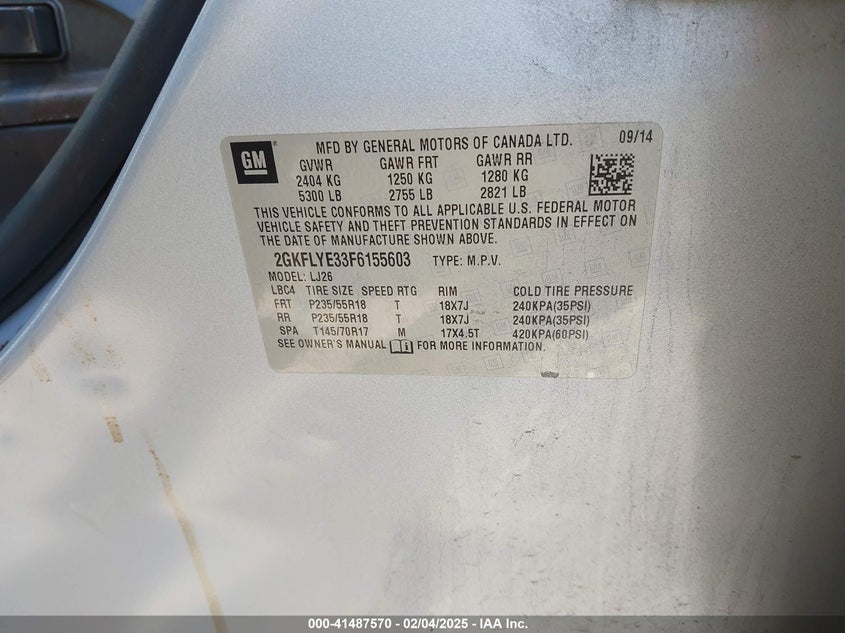 GM
MFD BY GENERAL MOTORS OF CANADA LTD. 09/14
GVWR GAWR FRT GAWR RR
2404 KG 1250 KG 1280 KG
5300 LB 2755 LB 2821 LB
THIS VEHICLE CONFORMS TO ALL APPLICABLE U.S. FEDERAL MOTOR
VEHICLE SAFETY AND THEFT PREVENTION STANDARDS IN EFFECT ON
THE DATE OF MANUFACTURE SHOWN ABOVE.
2GKFLYE33F6155603 TYPE: M.P.V.
MODEL: LJ26
LBC4 TIRE SIZE SPEED RTG RIM COLD TIRE PRESSURE
FRT P235/55R18 T 18X7J 240KPA(35PSI)
RR P235/55R18 T 18X7J 240KPA(35PSI)
SPA T145/70R17 M 17X4.5T 420KPA(60PSI)
SEE OWNER'S MANUAL FOR MORE INFORMATION.
000-41487570 - 02/04/2025 - IAA Inc.